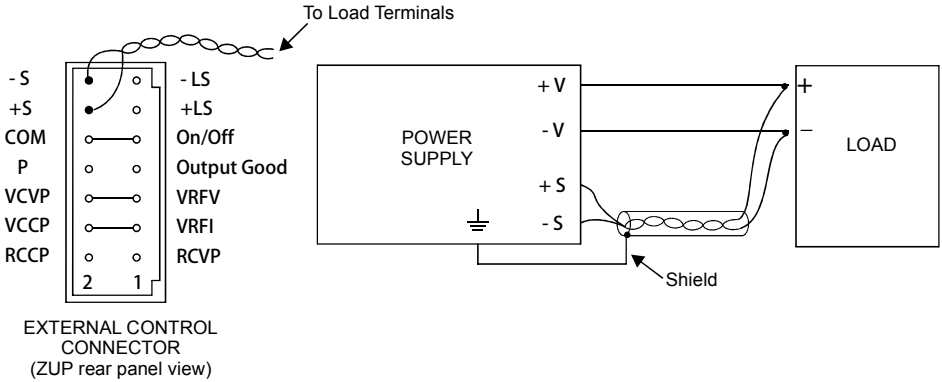 To Load Terminals
- S
- LS
+S
+LS
COM
On/Off
P
Output Good
VCVP
VRFV
VCCP
VRFI
RCCP
RCVP
2
1
EXTERNAL CONTROL
CONNECTOR
(ZUP rear panel view)
POWER
SUPPLY
+ V
- V
+ S
- S
+
−
LOAD
Shield